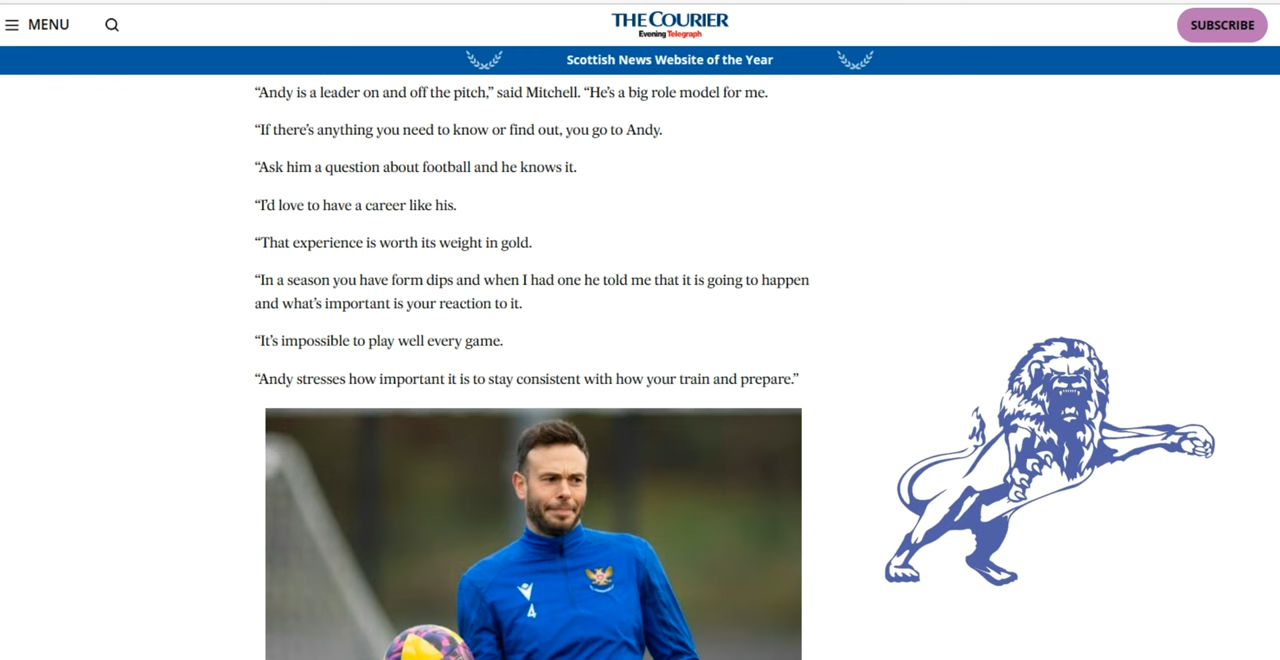 MENU
THE COURIER
Evening Telegraph
SUBSCRIBE
Scottish News Website of the Year
“Andy is a leader on and off the pitch,” said Mitchell. “He’s a big role model for me.
“If there’s anything you need to know or find out, you go to Andy.
“Ask him a question about football and he knows it.
“I’d love to have a career like his.
“That experience is worth its weight in gold.
“In a season you have form dips and when I had one he told me that it is going to happen
and what’s important is your reaction to it.
“It’s impossible to play well every game.
“Andy stresses how important it is to stay consistent with how your train and prepare.”
4